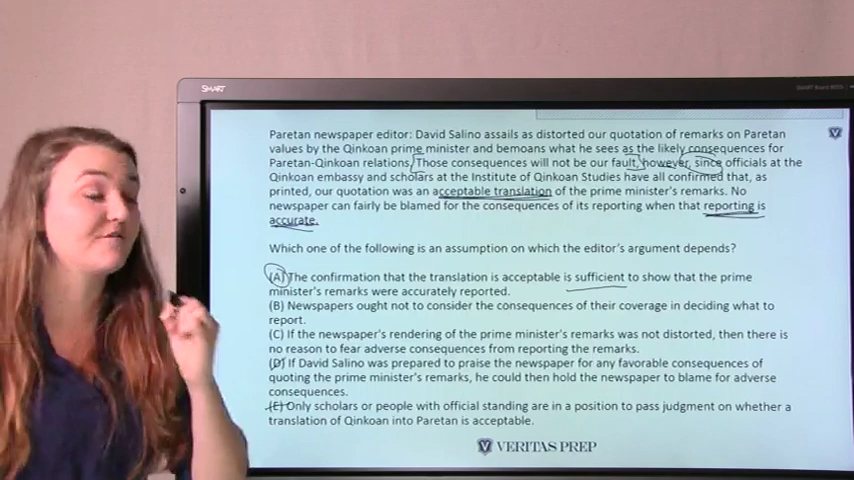 SMART
Paretan newspaper editor: David Salino assails as distorted our quotation of remarks on Paretan
values by the Qinkoan prime minister and bemoans what he sees as the likely consequences for
Paretan-Qinkoan relations. Those consequences will not be our fault, however, since officials at the
Qinkoan embassy and scholars at the Institute of Qinkoan Studies have all confirmed that, as
printed, our quotation was an acceptable translation of the prime minister's remarks. No
newspaper can fairly be blamed for the consequences of its reporting when that reporting is
accurate.
Which one of the following is an assumption on which the editor's argument depends?
(A) The confirmation that the translation is acceptable is sufficient to show that the prime
minister's remarks were accurately reported.
(B) Newspapers ought not to consider the consequences of their coverage in deciding what to
report.
(C) If the newspaper's rendering of the prime minister's remarks was not distorted, then there is
no reason to fear adverse consequences from reporting the remarks.
(D) If David Salino was prepared to praise the newspaper for any favorable consequences of
quoting the prime minister's remarks, he could then hold the newspaper to blame for adverse
consequences.
(E) Only scholars or people with official standing are in a position to pass judgment on whether a
translation of Qinkoan into Paretan is acceptable.
VERITAS PREP